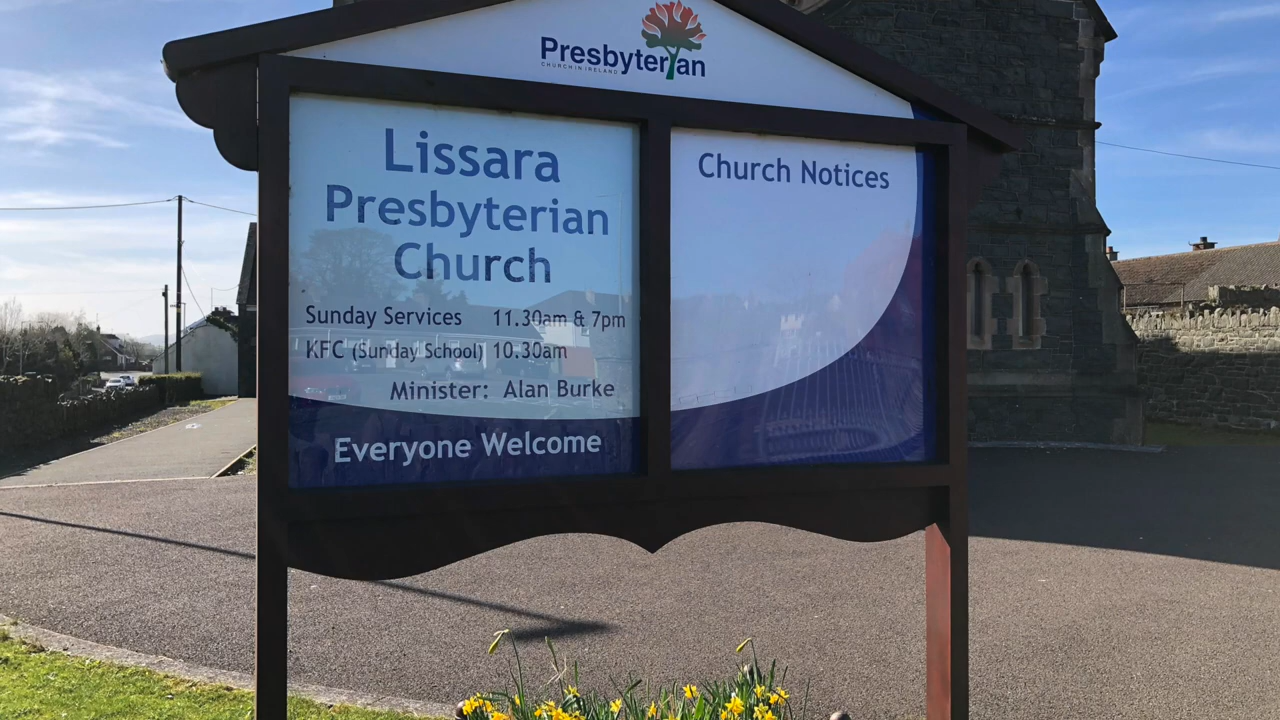 Presbyterian
CHURCH IN IRELAND
Lissara
Presbyterian
Church
Sunday Services 11.30am & 7pm
KFC (Sunday School) 10.30am
Minister: Alan Burke
Everyone Welcome
Church Notices